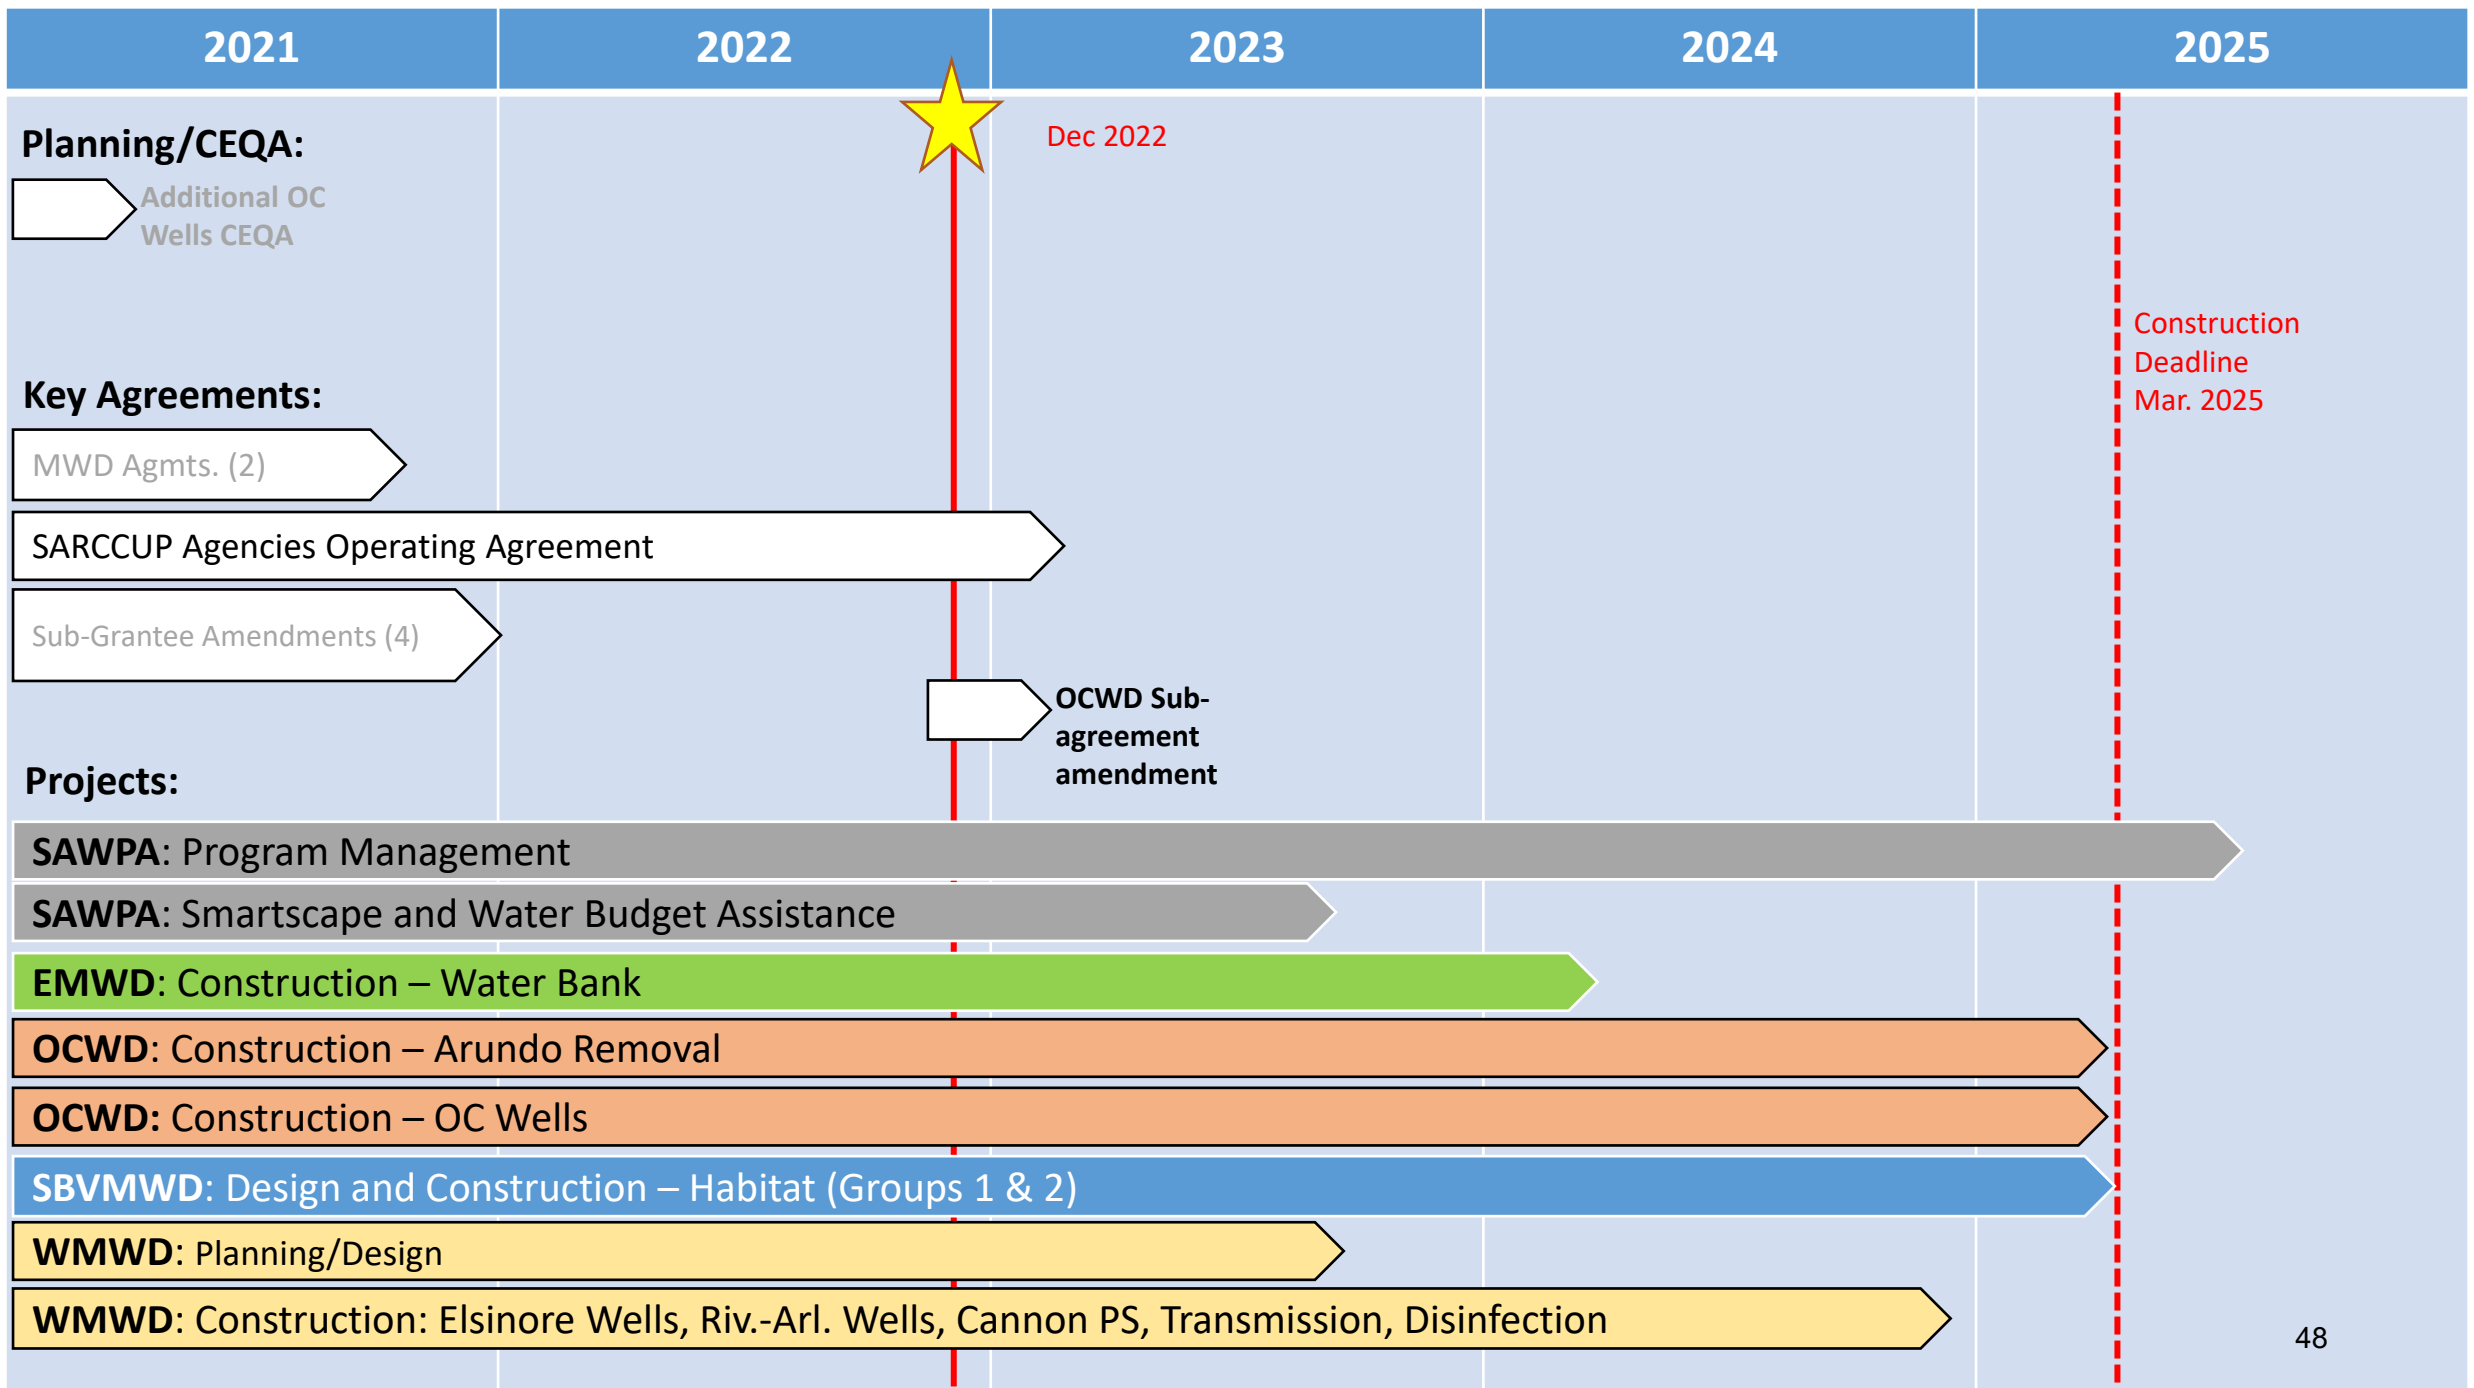 2021
2022
2023
2024
2025
Planning/CEQA:
Dec 2022
Additional OC
Wells CEQA
Construction
Deadline
Mar. 2025
Key Agreements:
MWD Agmts. (2)
SARCCUP Agencies Operating Agreement
Sub-Grantee Amendments (4)
OCWD Sub-
agreement
amendment
Projects:
SAWPA: Program Management
SAWPA: Smartscape and Water Budget Assistance
EMWD: Construction – Water Bank
OCWD: Construction – Arundo Removal
OCWD: Construction – OC Wells
SBVMWD: Design and Construction – Habitat (Groups 1 & 2)
WMWD: Planning/Design
WMWD: Construction: Elsinore Wells, Riv.-Arl. Wells, Cannon PS, Transmission, Disinfection
48